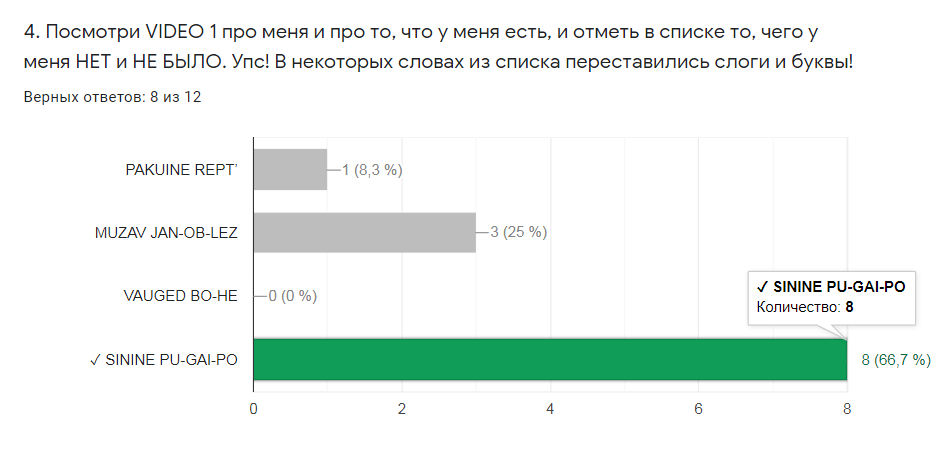 4. Посмотри VIDEO 1 про меня и про то, что у меня есть, и отметь в списке то, чего у
меня НЕТ и НЕ БЫЛО. Упс! В некоторых словах из списка переставились слоги и буквы!
Верных ответов: 8 из 12
PAKUINE REPT’ 1 (8,3 %)
MUZAV JAN-OB-LEZ 3 (25 %)
VAUGED BO-HE 0 (0 %)
✓ SININE PU-GAI-PO
Количество: 8
✓ SININE PU-GAI-PO 8 (66,7 %)
0 2 4 6 8